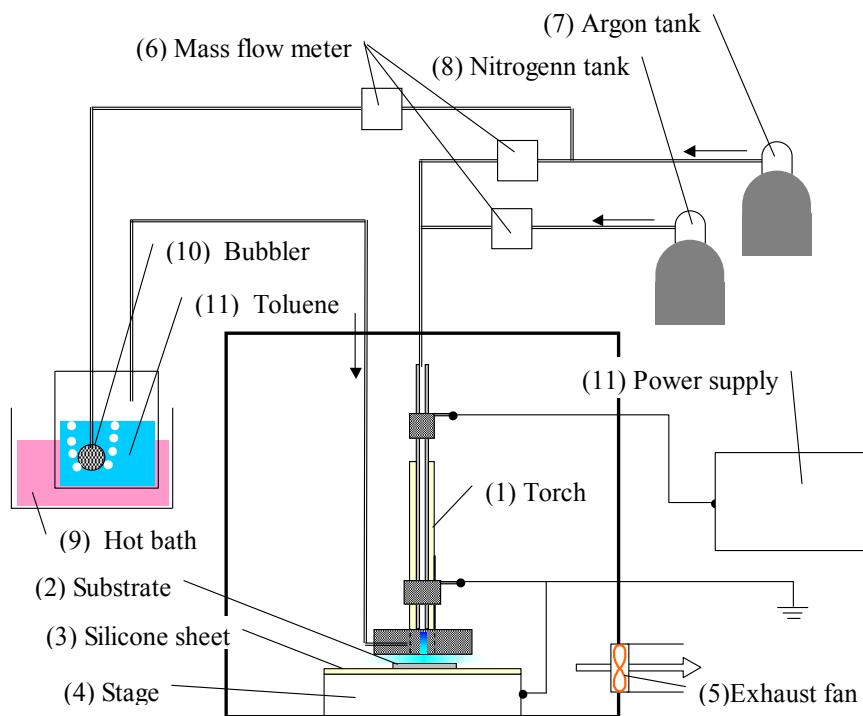 (7) Argon tank
(6) Mass flow meter
(8) Nitrogenn tank
(10) Bubbler
(11) Toluene
(11) Power supply
(1) Torch
(9) Hot bath
(2) Substrate
(3) Silicone sheet
(4) Stage
(5)Exhaust fan